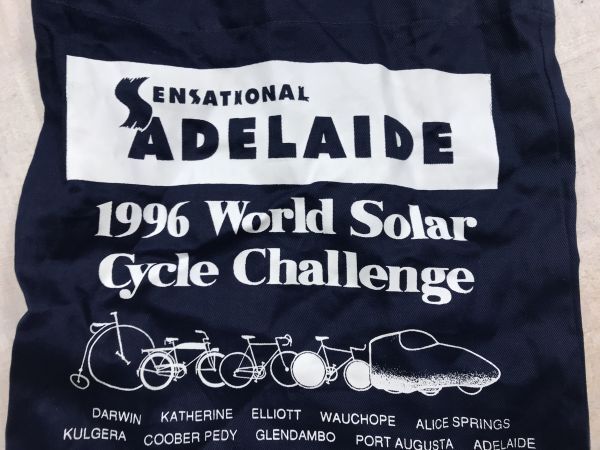 SENSATIONAL
ADELAIDE
1996 World Solar
Cycle Challenge
DARWIN KATHERINE ELLIOTT WAUCHOPE ALICE SPRINGS
KULGERA COOBER PEDY GLENDAMBO PORT AUGUSTA ADELAIDE